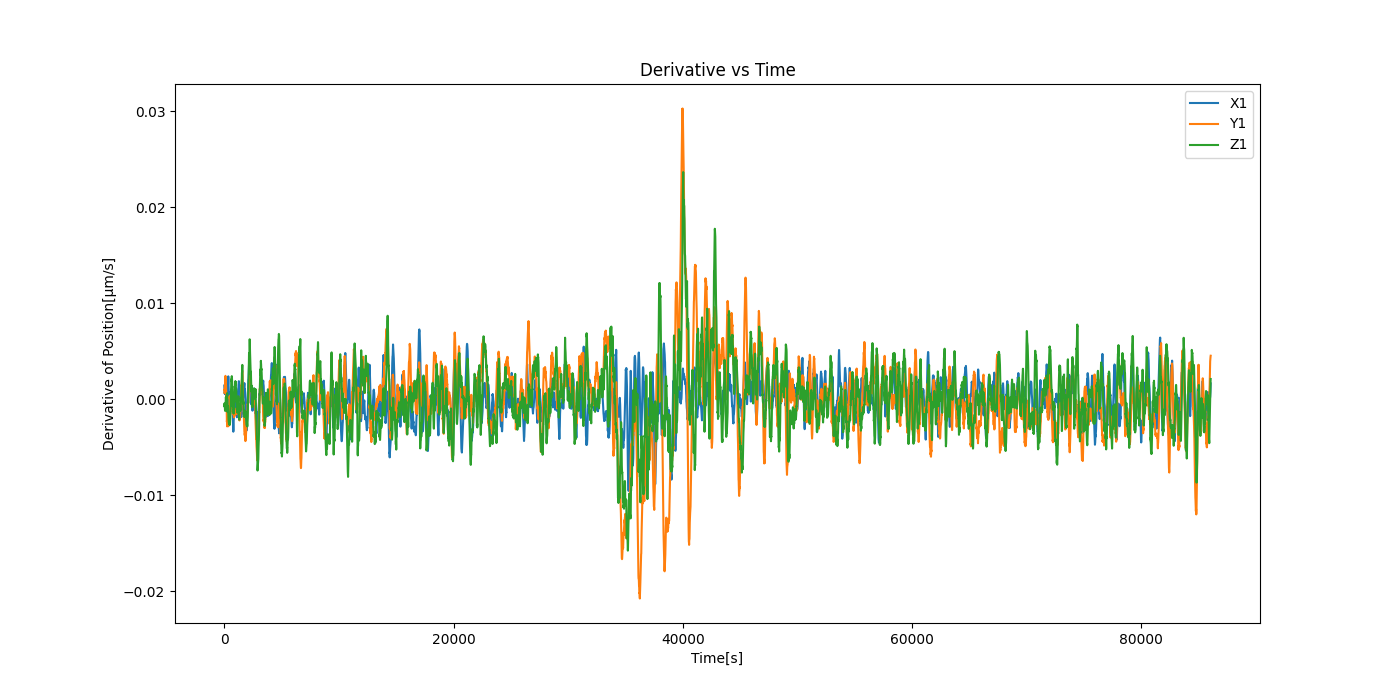 Derivative vs Time
X1
Y1
Z1
Derivative of Position[μm/s]
0.03
0.02
0.01
0.00
−0.01
−0.02
0
20000
40000
60000
80000
Time[s]